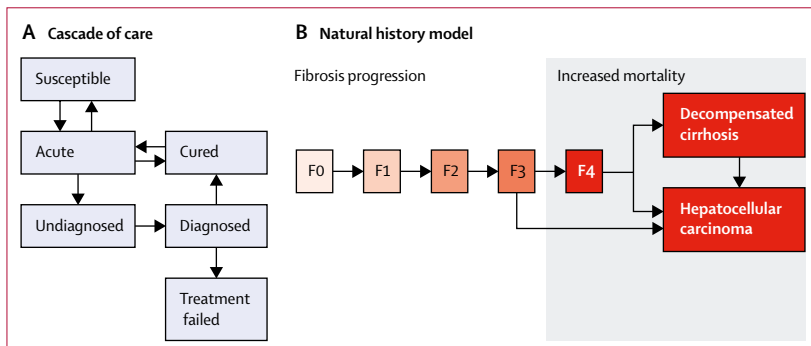 A Cascade of care
Susceptible
Acute
Cured
Undiagnosed
Diagnosed
Treatment
failed
B Natural history model
Fibrosis progression
Increased mortality
F0
F1
F2
F3
F4
Decompensated
cirrhosis
Hepatocellular
carcinoma